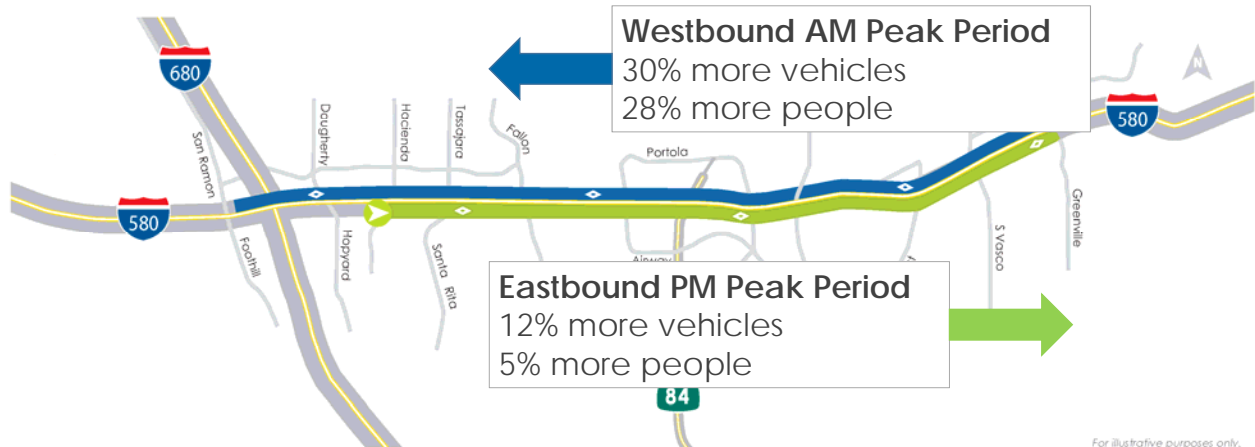 Westbound AM Peak Period
30% more vehicles
28% more people
680
N
580
San Ramon
Dougherty
Hacienda
Tassajara
Fallon
Portola
580
Foothill
Hopyard
Santa Rita
Airway
S Vasco
Greenville
Eastbound PM Peak Period
12% more vehicles
5% more people
84
For illustrative purposes only.